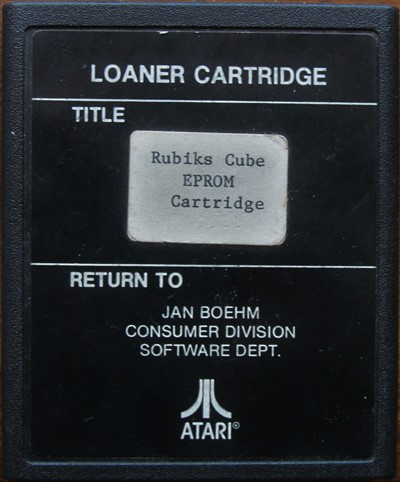 LOANER CARTRIDGE
TITLE
Rubiks Cube
EPROM
Cartridge
RETURN TO
JAN BOEHM
CONSUMER DIVISION
SOFTWARE DEPT.
ATARI®